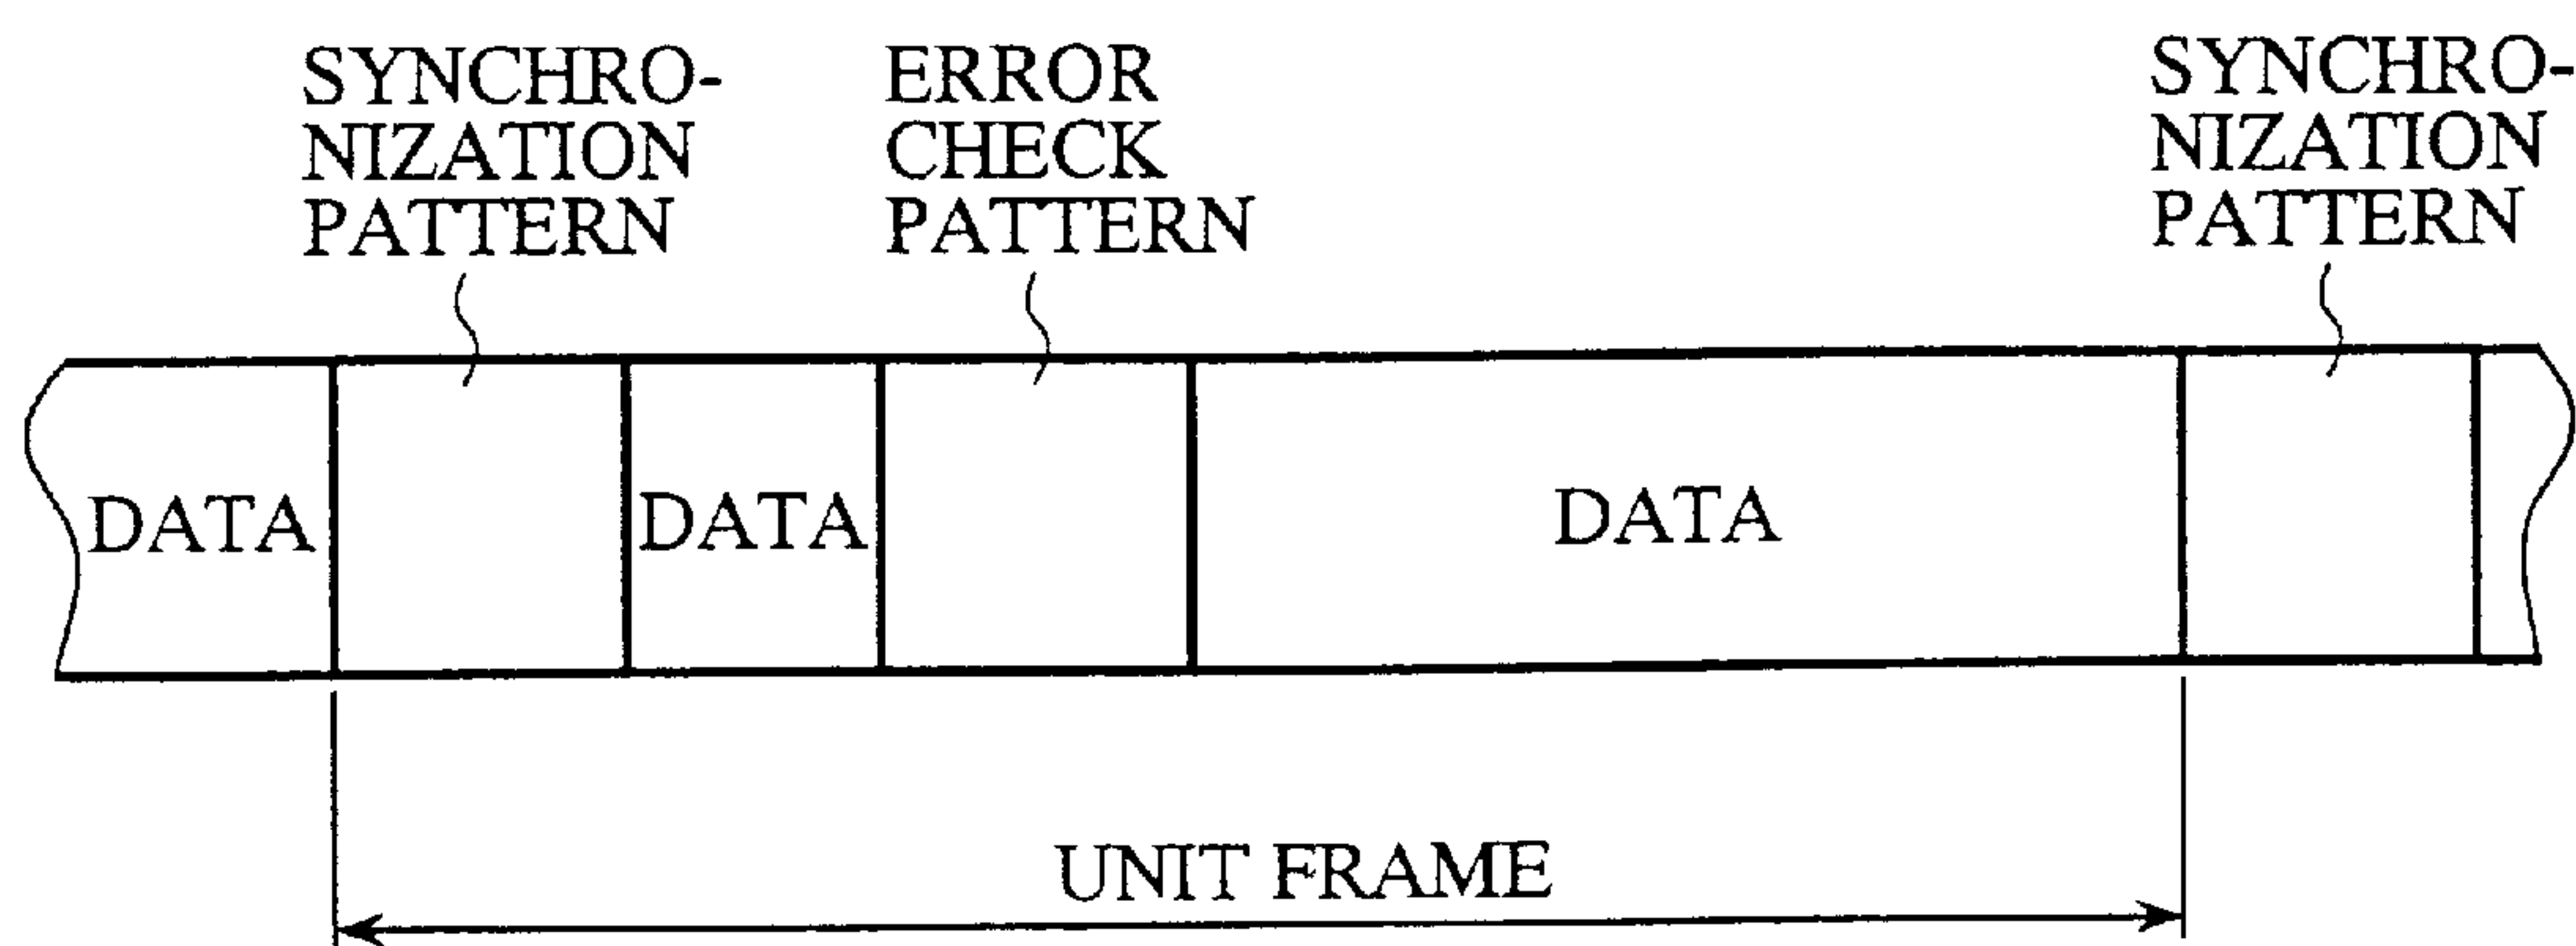 SYNCHRO-
NIZATION
PATTERN
ERROR
CHECK
PATTERN
SYNCHRO-
NIZATION
PATTERN
DATA
DATA
DATA
UNIT FRAME